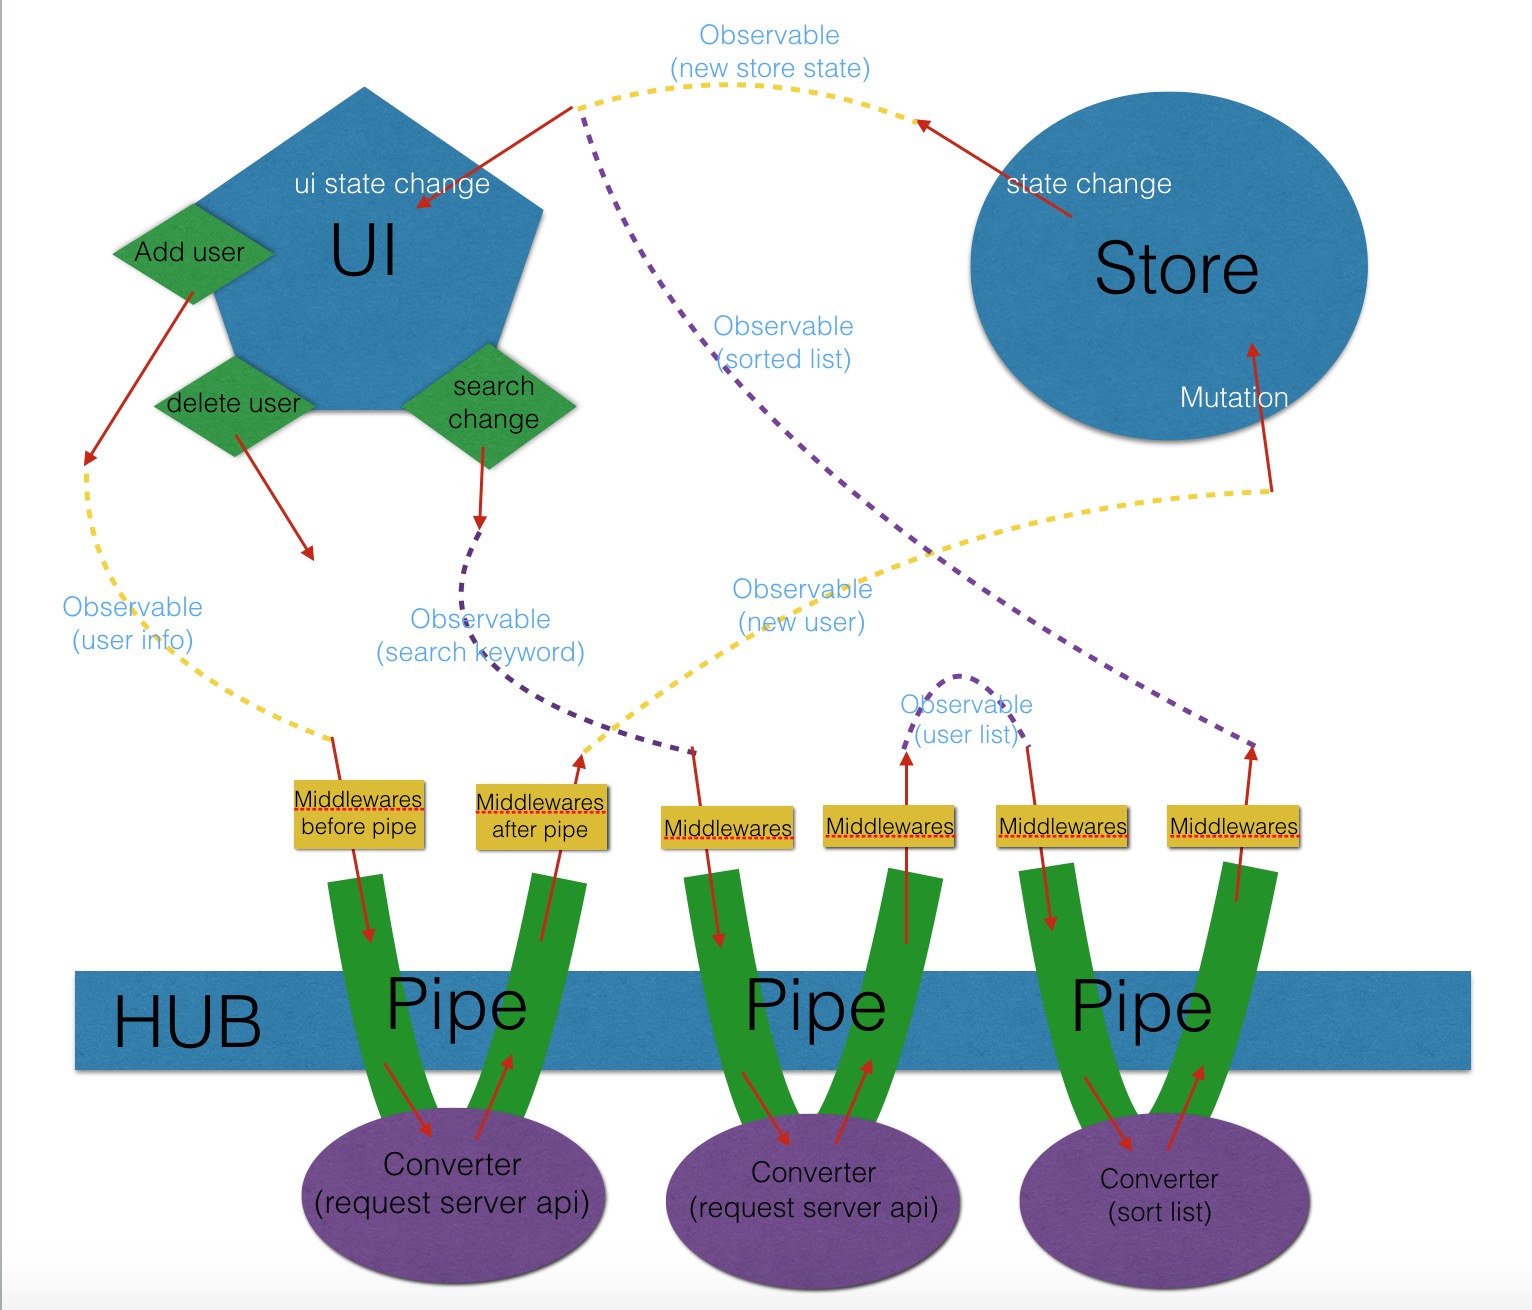 Observable
(new store state)
ui state change
UI
state change
Store
Add user
delete user
search
change
Observable
(sorted list)
Mutation
Observable
(user info)
Observable
(search keyword)
Observable
(new user)
Observable
(user list)
Middlewares
before pipe
Middlewares
after pipe
Middlewares
Middlewares
Middlewares
Middlewares
HUB
Pipe
Pipe
Pipe
Converter
(request server api)
Converter
(request server api)
Converter
(sort list)